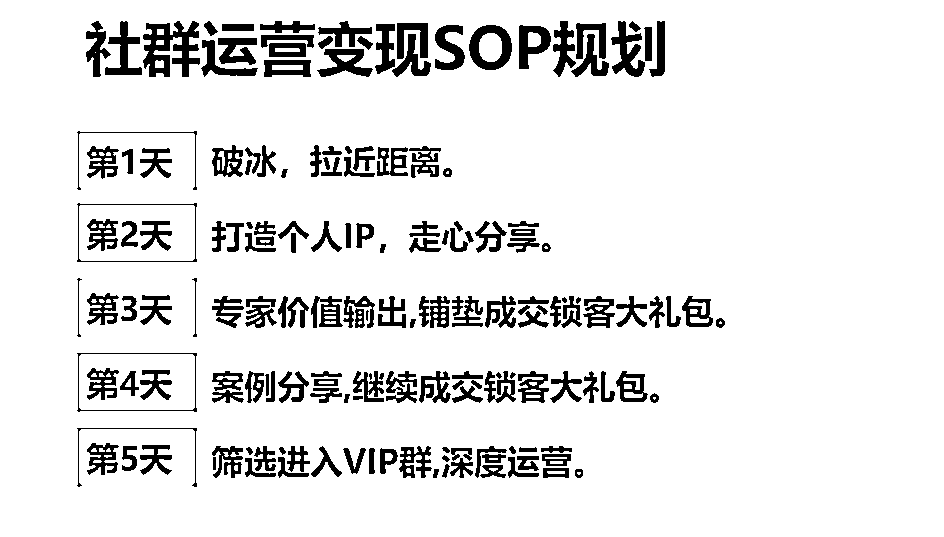 社群运营变现SOP规划
第1天 破冰，拉近距离。
第2天 打造个人IP，走心分享。
第3天 专家价值输出,铺垫成交锁客大礼包。
第4天 案例分享,继续成交锁客大礼包。
第5天 筛选进入VIP群,深度运营。